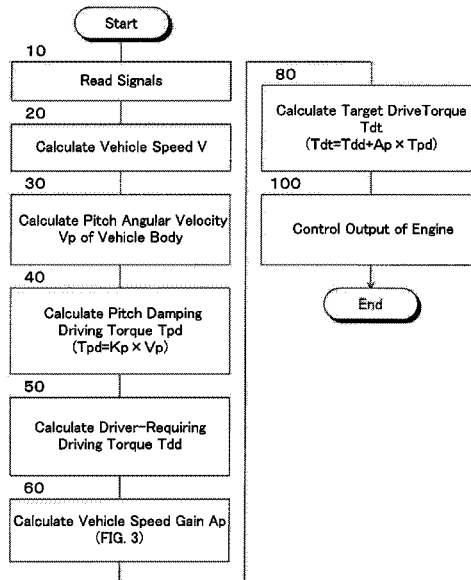 Start
10
Read Signals
20
Calculate Vehicle Speed V
30
Calculate Pitch Angular Velocity
Vp of Vehicle Body
40
Calculate Pitch Damping
Driving Torque Tpd
(Tpd=Kp × Vp)
50
Calculate Driver-Requiring
Driving Torque Tdd
60
Calculate Vehicle Speed Gain Ap
(FIG. 3)
80
Calculate Target DriveTorque
Tdt
(Tdt=Tdd+Ap × Tpd)
100
Control Output of Engine
End